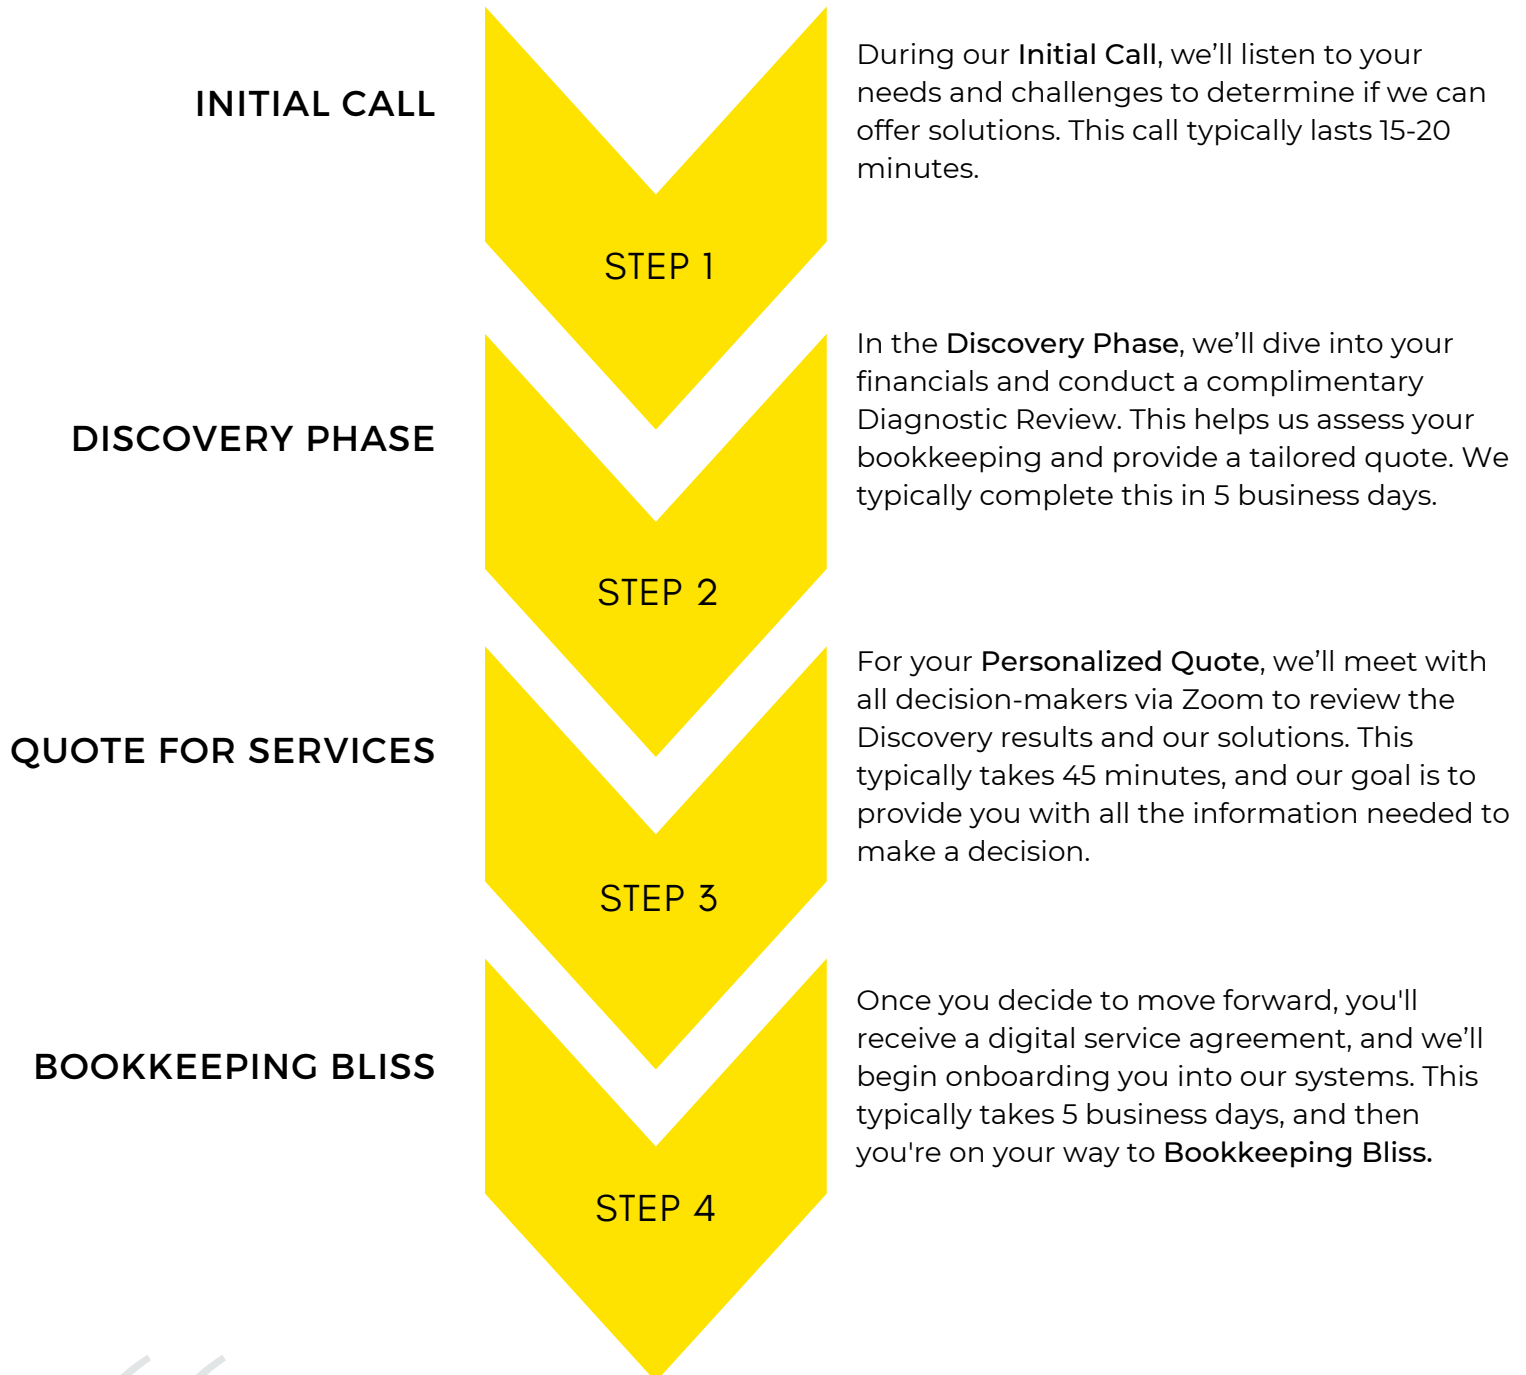 INITIAL CALL
During our Initial Call, we’ll listen to your
needs and challenges to determine if we can
offer solutions. This call typically lasts 15-20
minutes.
STEP 1
DISCOVERY PHASE
In the Discovery Phase, we’ll dive into your
financials and conduct a complimentary
Diagnostic Review. This helps us assess your
bookkeeping and provide a tailored quote. We
typically complete this in 5 business days.
STEP 2
QUOTE FOR SERVICES
For your Personalized Quote, we’ll meet with
all decision-makers via Zoom to review the
Discovery results and our solutions. This
typically takes 45 minutes, and our goal is to
provide you with all the information needed to
make a decision.
STEP 3
BOOKKEEPING BLISS
Once you decide to move forward, you'll
receive a digital service agreement, and we’ll
begin onboarding you into our systems. This
typically takes 5 business days, and then
you're on your way to Bookkeeping Bliss.
STEP 4